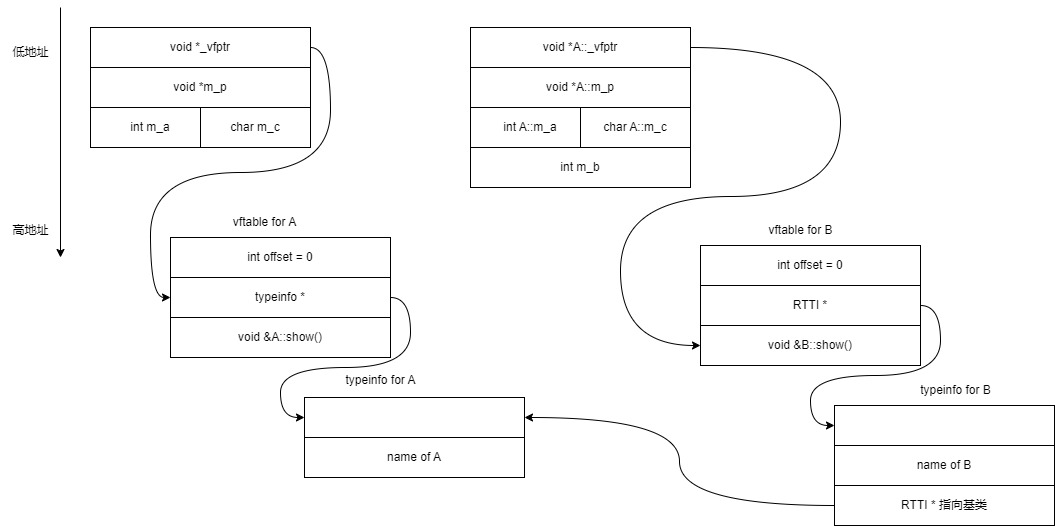 低地址
高地址
void *_vfptr
void *m_p
int m_a
char m_c
void *A::_vfptr
void *A::m_p
int A::m_a
char A::m_c
int m_b
vftable for A
int offset = 0
typeinfo *
void &A::show()
vftable for B
int offset = 0
RTTI *
void &B::show()
typeinfo for A
name of A
typeinfo for B
name of B
RTTI * 指向基类